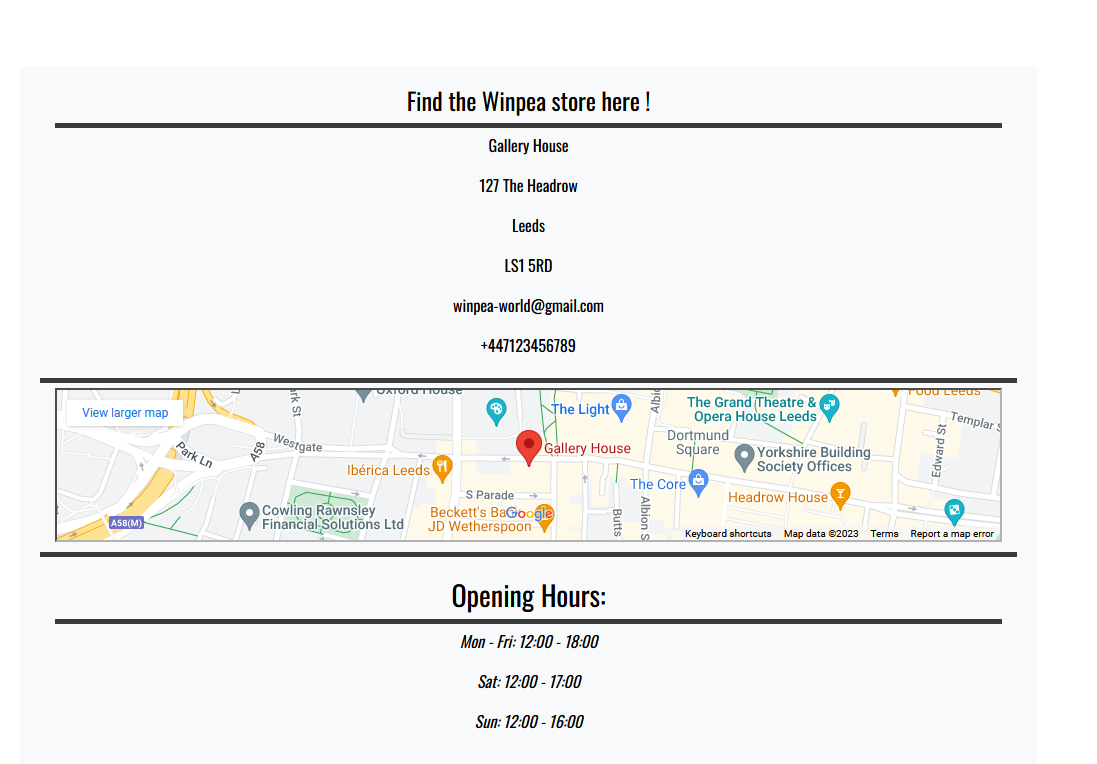 Find the Winpea store here !
Gallery House
127 The Headrow
Leeds
LS1 5RD
winpea-world@gmail.com
+447123456789
View larger map
Oxford House
Park St
The Light
Albio
The Grand Theatre &
Opera House Leeds
Food Leeds
Templar S
Westgate
Park Ln
A58
Gallery House
Dortmund
Square
Yorkshire Building
Society Offices
Edward St
Ibérica Leeds
The Core
S Parade
Headrow House
Cowling Rawnsley
Financial Solutions Ltd
A58(M)
Beckett's Ba
JD Wetherspoon
Google
Butts
Albion S
Keyboard shortcuts
Map data ©2023
Terms
Report a map error
Opening Hours:
Mon - Fri: 12:00 - 18:00
Sat: 12:00 - 17:00
Sun: 12:00 - 16:00